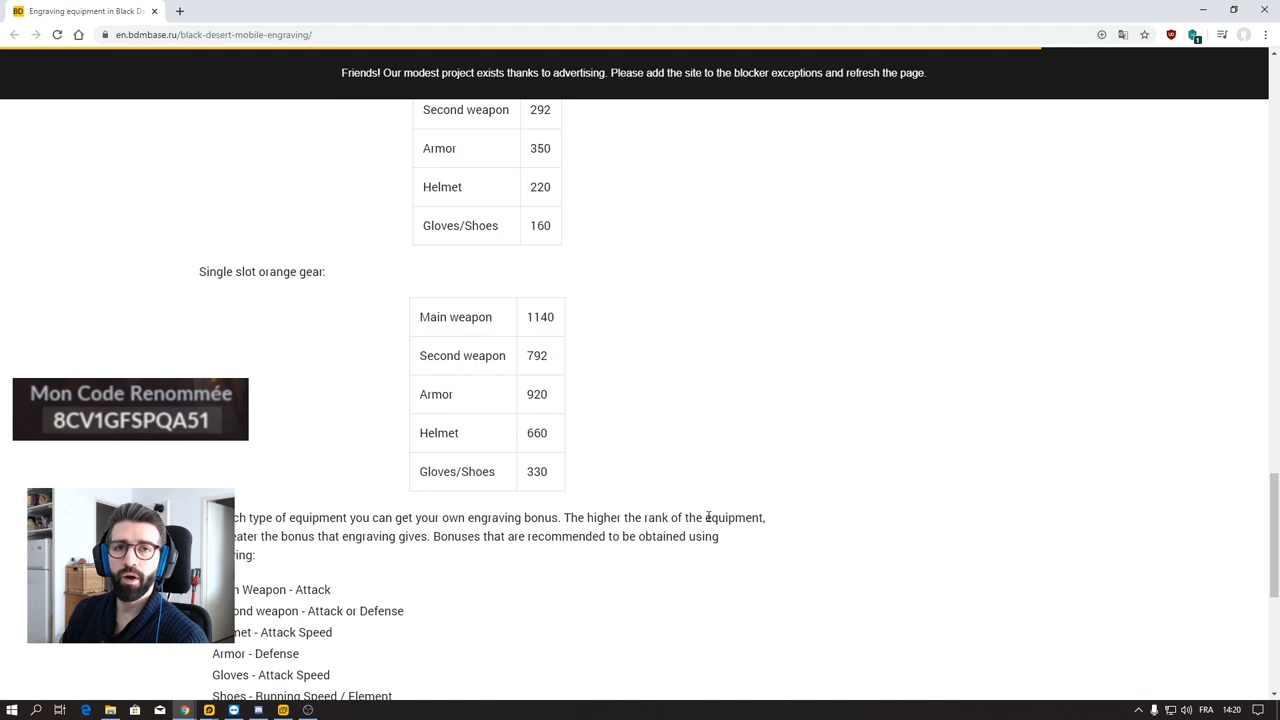 Engraving equipment in Black De
en.bdmbase.ru/black-desert-mobile-engraving/
Friends! Our modest project exists thanks to advertising. Please add the site to the blocker exceptions and refresh the page.
Second weapon 292
Armor 350
Helmet 220
Gloves/Shoes 160
Single slot orange gear:
Main weapon 1140
Second weapon 792
Armor 920
Helmet 660
Gloves/Shoes 330
Mon Code Renommée
8CV1GFSPQA51
ch type of equipment you can get your own engraving bonus. The higher the rank of the equipment,
eater the bonus that engraving gives. Bonuses that are recommended to be obtained using
ing:
n Weapon - Attack
ond weapon - Attack or Defense
met - Attack Speed
Armor - Defense
Gloves - Attack Speed
Shoes - Running Speed / Element
FRA 14:20